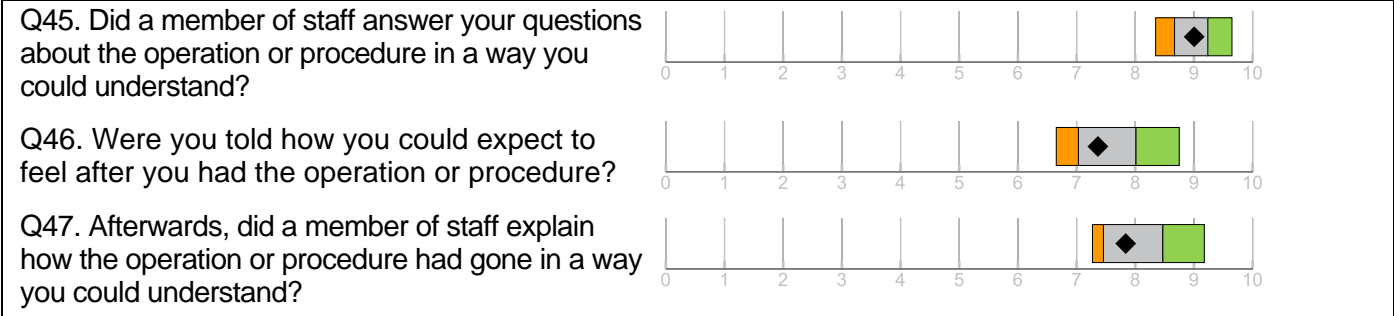 Q45. Did a member of staff answer your questions
about the operation or procedure in a way you
could understand?
0 1 2 3 4 5 6 7 8 9 10
Q46. Were you told how you could expect to
feel after you had the operation or procedure?
0 1 2 3 4 5 6 7 8 9 10
Q47. Afterwards, did a member of staff explain
how the operation or procedure had gone in a way
you could understand?
0 1 2 3 4 5 6 7 8 9 10